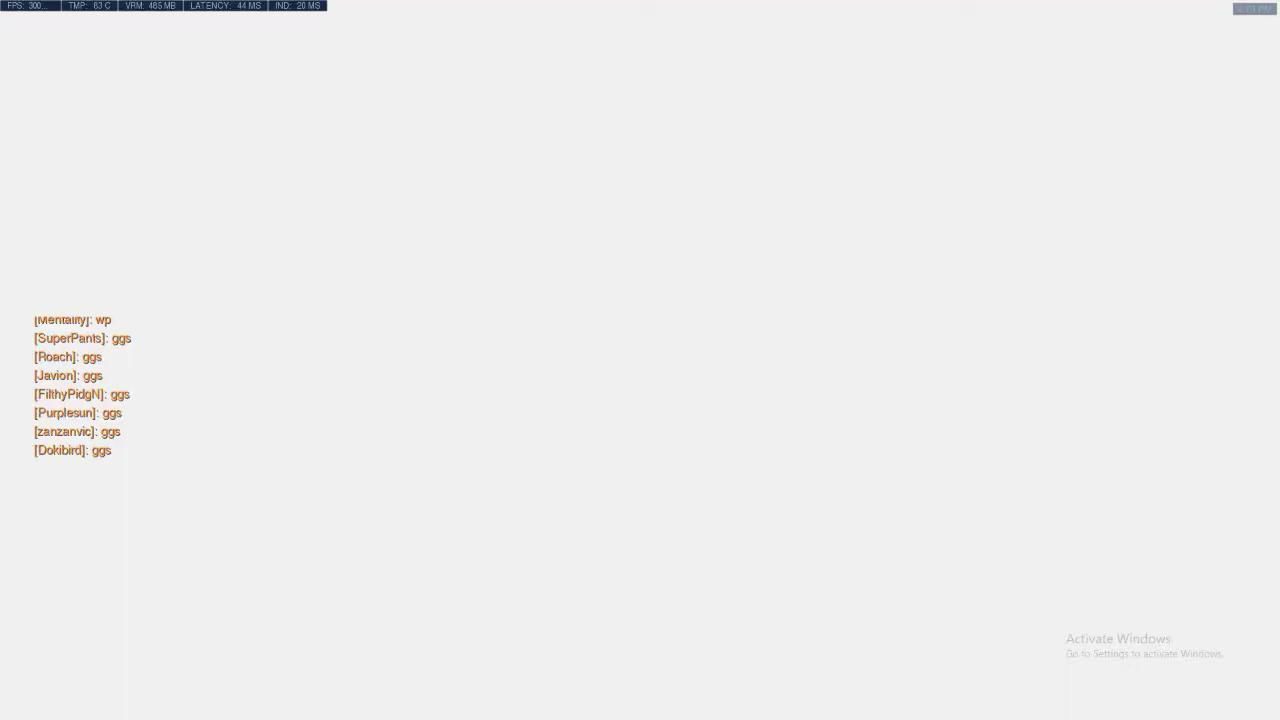 FPS: 300... TMP: 63 C VRM: 485 MB LATENCY: 44 MS IND: 20 MS
[Mentality]: wp
[SuperPants]: ggs
[Roach]: ggs
[Javion]: ggs
[FilthyPidgN]: ggs
[Purplesun]: ggs
[zanzanvic]: ggs
[Dokibird]: ggs
Activate Windows
Go to Settings to activate Windows.